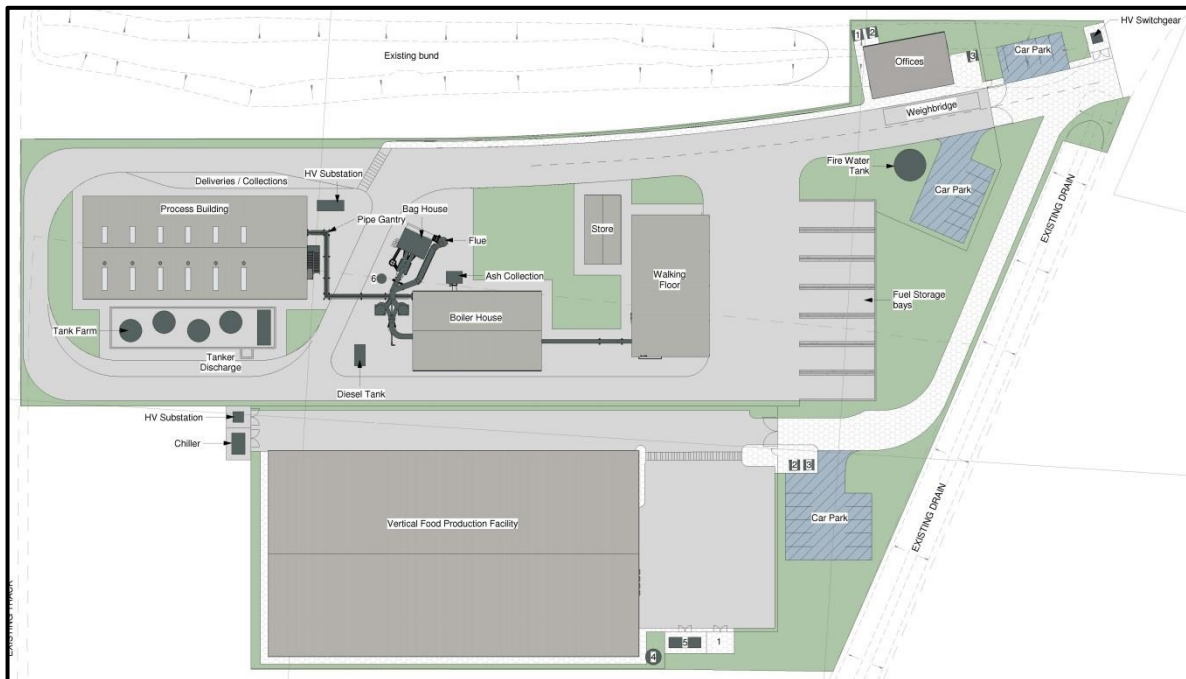 HV Switchgear
1
2
Car Park
Existing bund
Offices
3
Weighbridge
Fire Water
Tank
Car Park
HV Substation
Deliveries / Collections
Process Building
Bag House
Pipe Gantry
Flue
Store
EXISTING DRAIN
6
Ash Collection
Walking
Floor
Fuel Storage
bays
Boiler House
Tank Farm
Tanker
Discharge
Diesel Tank
HV Substation
Chiller
2
3
Car Park
EXISTING DRAIN
Vertical Food Production Facility
EXISTING TRACK
5
1
4